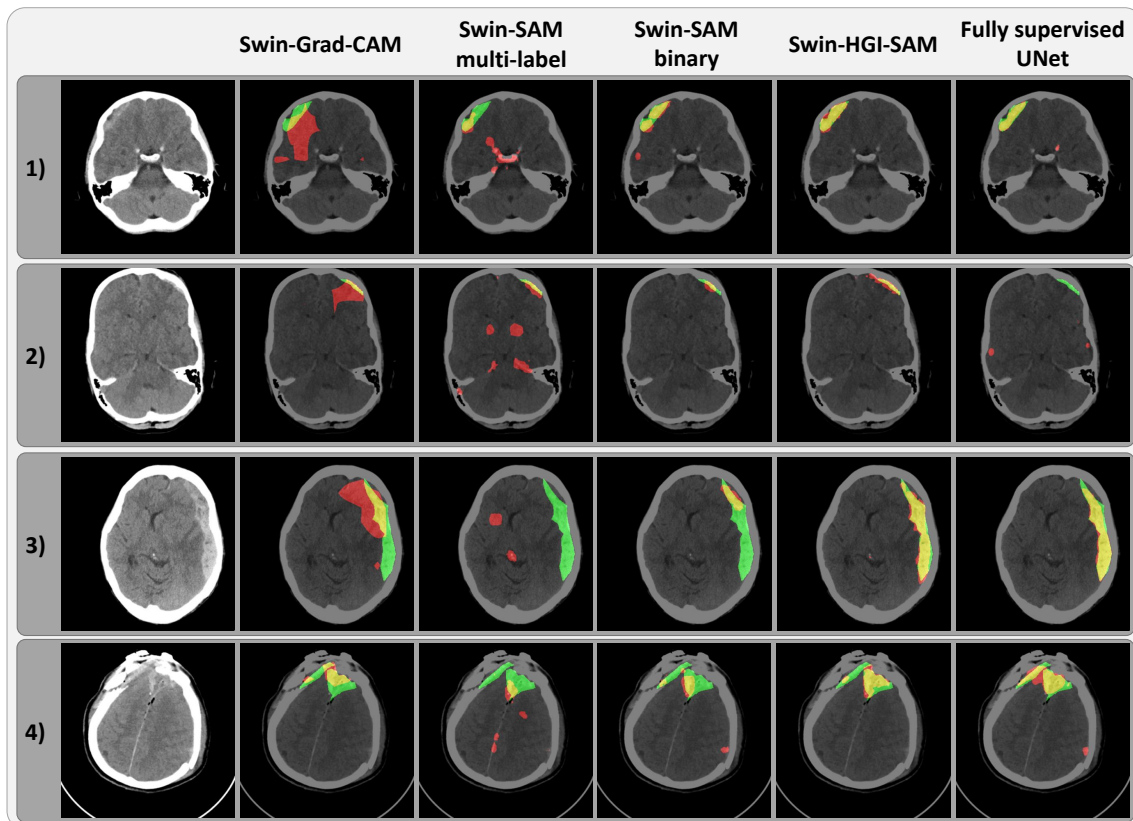 Swin-Grad-CAM
Swin-SAM
multi-label
Swin-SAM
binary
Swin-HGI-SAM
Fully supervised
UNet
1)
2)
3)
4)